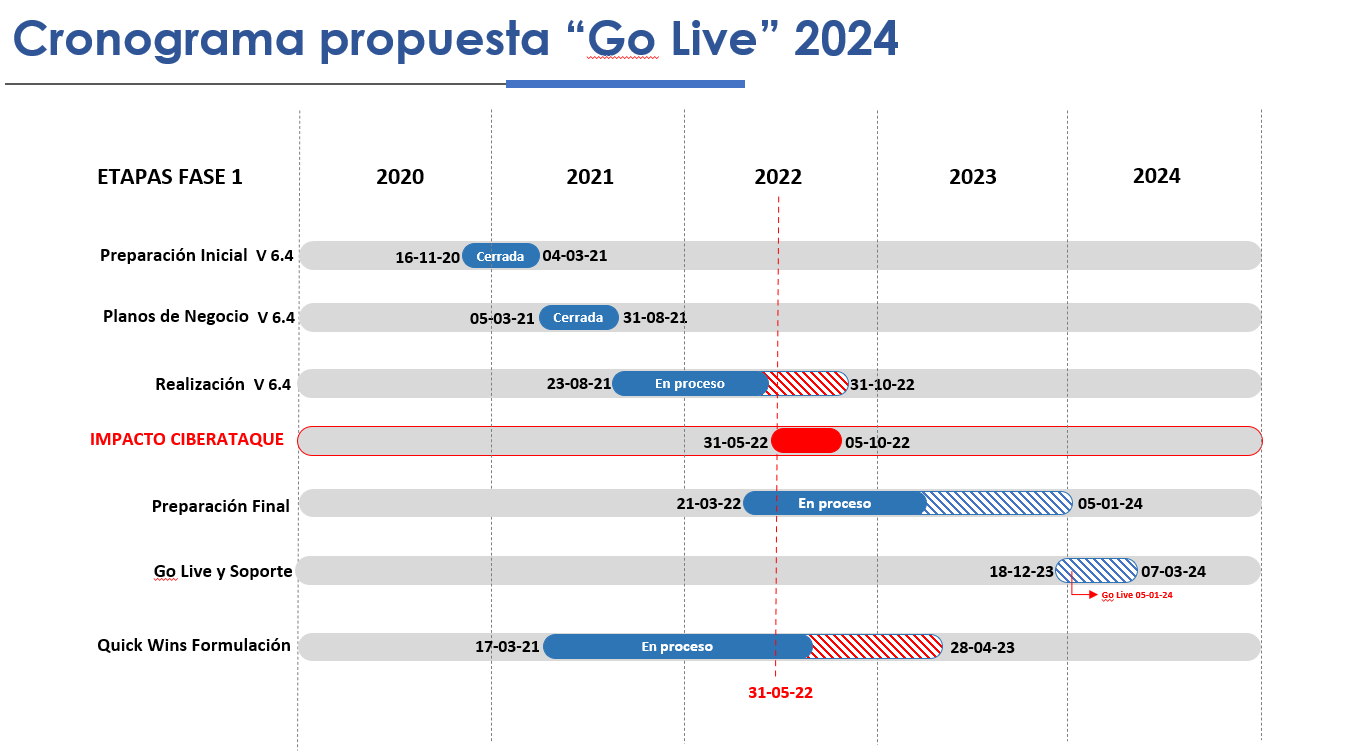 Cronograma propuesta “Go Live” 2024
ETAPAS FASE 1 2020 2021 2022 2023 2024
Preparación Inicial V 6.4 16-11-20 Cerrada 04-03-21
Planos de Negocio V 6.4 05-03-21 Cerrada 31-08-21
Realización V 6.4 23-08-21 En proceso 31-10-22
IMPACTO CIBERATAQUE 31-05-22 05-10-22
Preparación Final 21-03-22 En proceso 05-01-24
Go Live y Soporte 18-12-23 07-03-24
Go Live 05-01-24
Quick Wins Formulación 17-03-21 En proceso 28-04-23
31-05-22